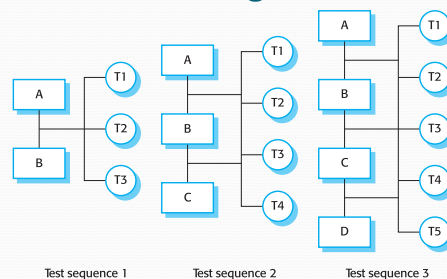 A
B
T1
T2
T3
Test sequence 1
A
B
C
T1
T2
T3
T4
Test sequence 2
A
B
C
D
T1
T2
T3
T4
T5
Test sequence 3